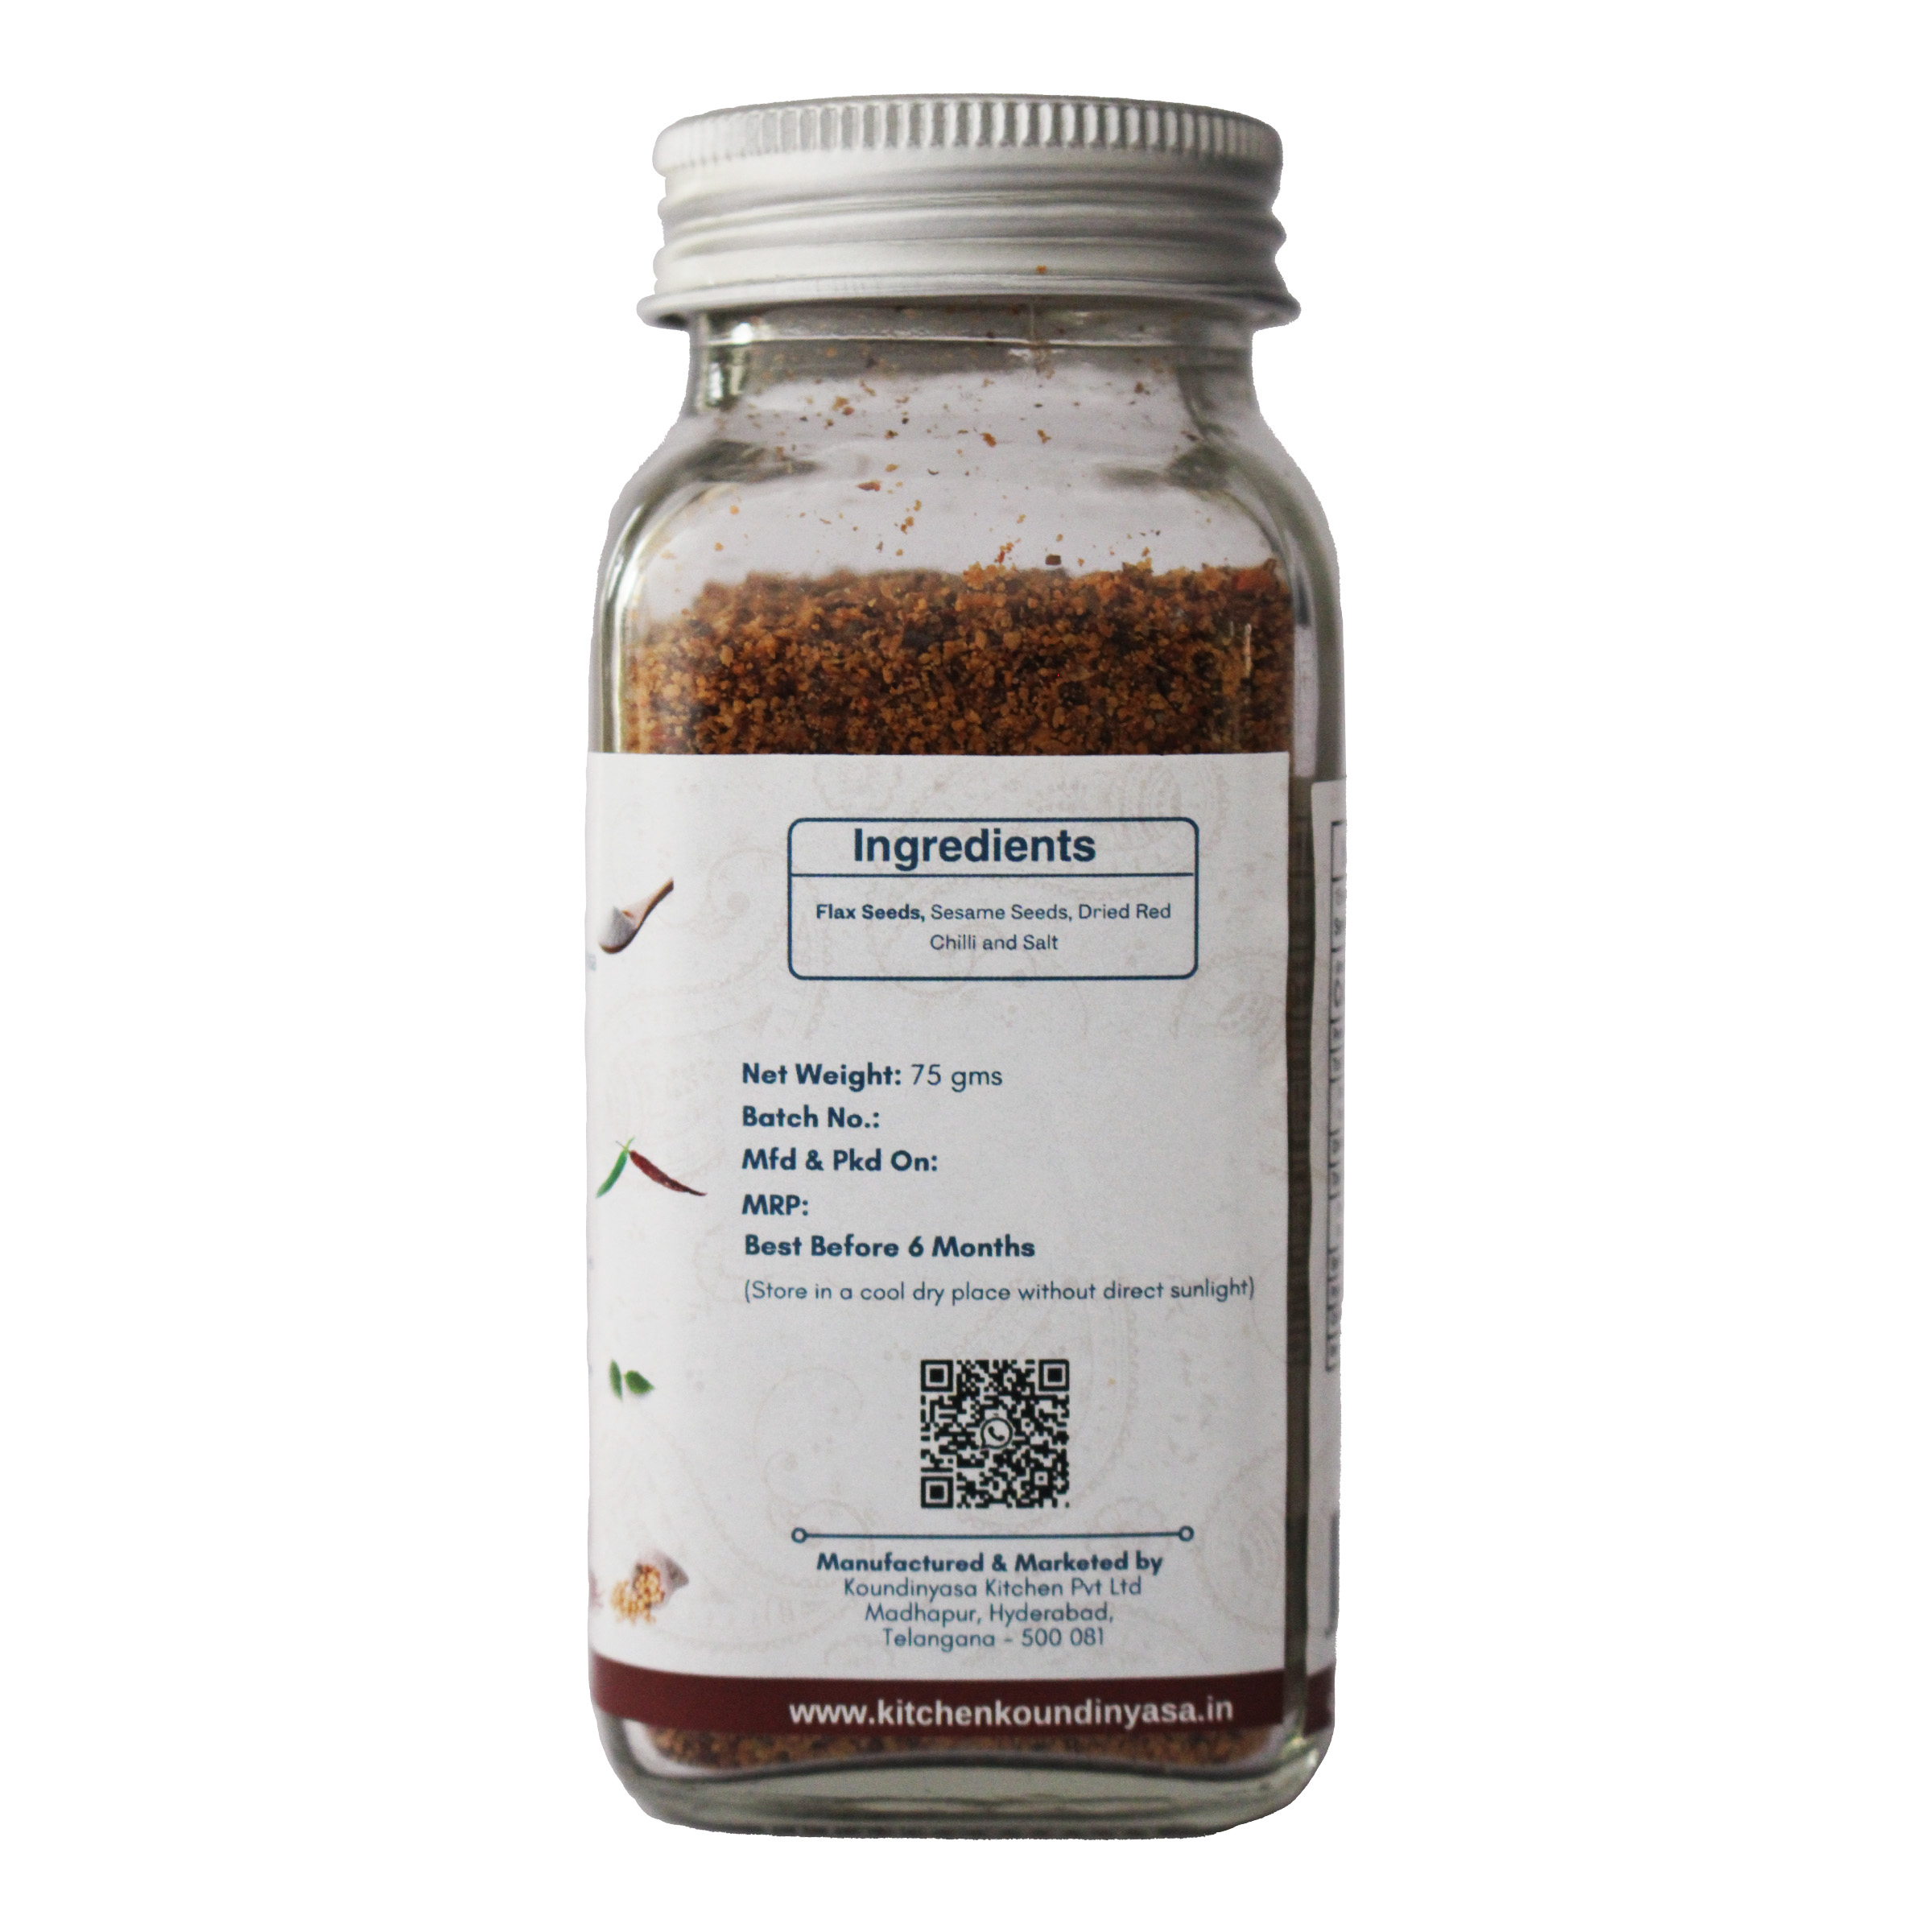 Ingredients
Flax Seeds, Sesame Seeds, Dried Red
Chilli and Salt
Net Weight: 75 gms
Batch No.:
Mfd & Pkd On:
MRP:
Best Before 6 Months
(Store in a cool dry place without direct sunlight)
Manufactured & Marketed by
Koundinyasa Kitchen Pvt Ltd
Madhapur, Hyderabad,
Telangana - 500 081
www.kitchenkoundinyasa.in